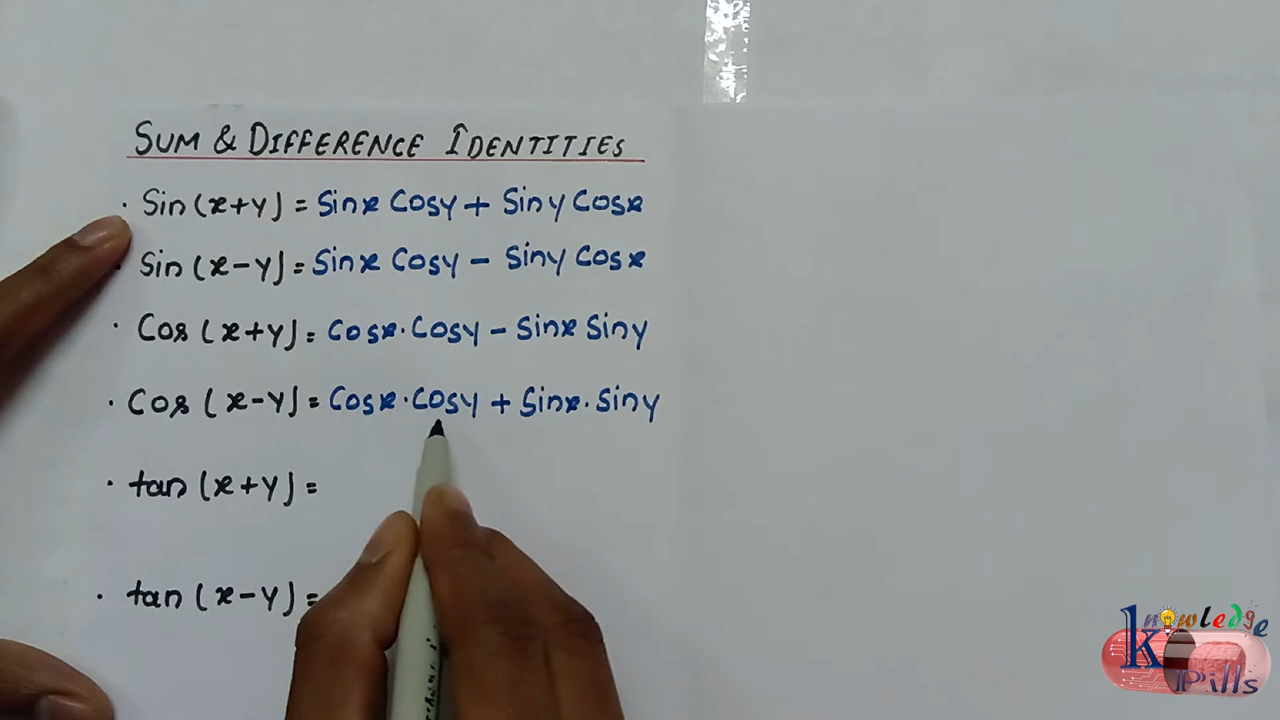 SUM & DIFFERENCE IDENTITIES
· Sin(x+y) = Sinx Cosy + Siny Cosx
· Sin(x-y) = Sinx Cosy - Siny Cosx
· Cos(x+y) = Cosx·Cosy - Sinx Siny
· Cos(x-y) = Cosx·Cosy + Sinx·Siny
· tan(x+y) =
· tan(x-y) =
knowledge
Pills